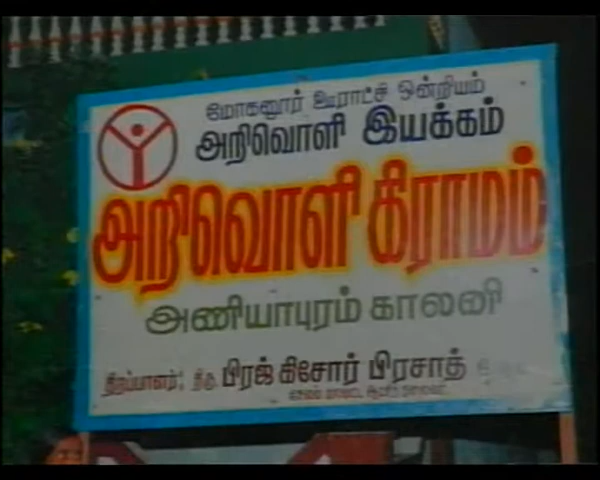 மோகனூர் ஊராட்சி ஒன்றியம்
அறிவொளி இயக்கம்
அறிவொளி கிராமம்
அணியாபுரம் காலனி
திறப்பாளர்: திரு. பிரஜ் கிசோர் பிரசாத்